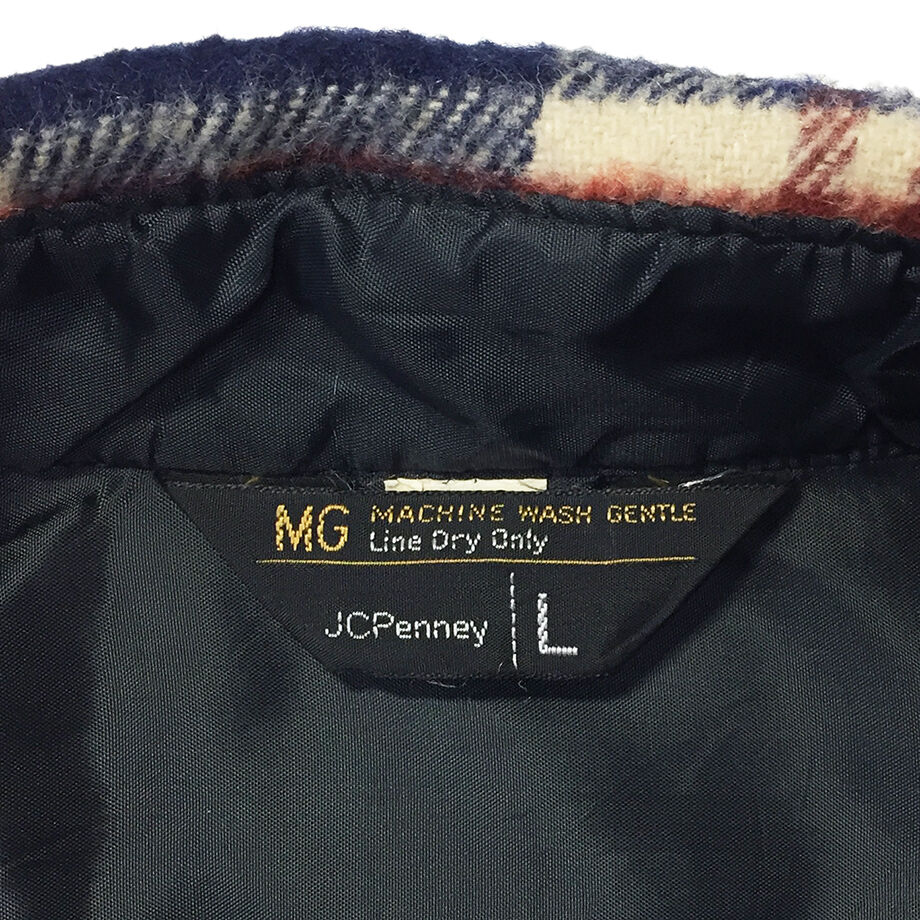 MG MACHINE WASH GENTLE
Line Dry Only
JCPenney L